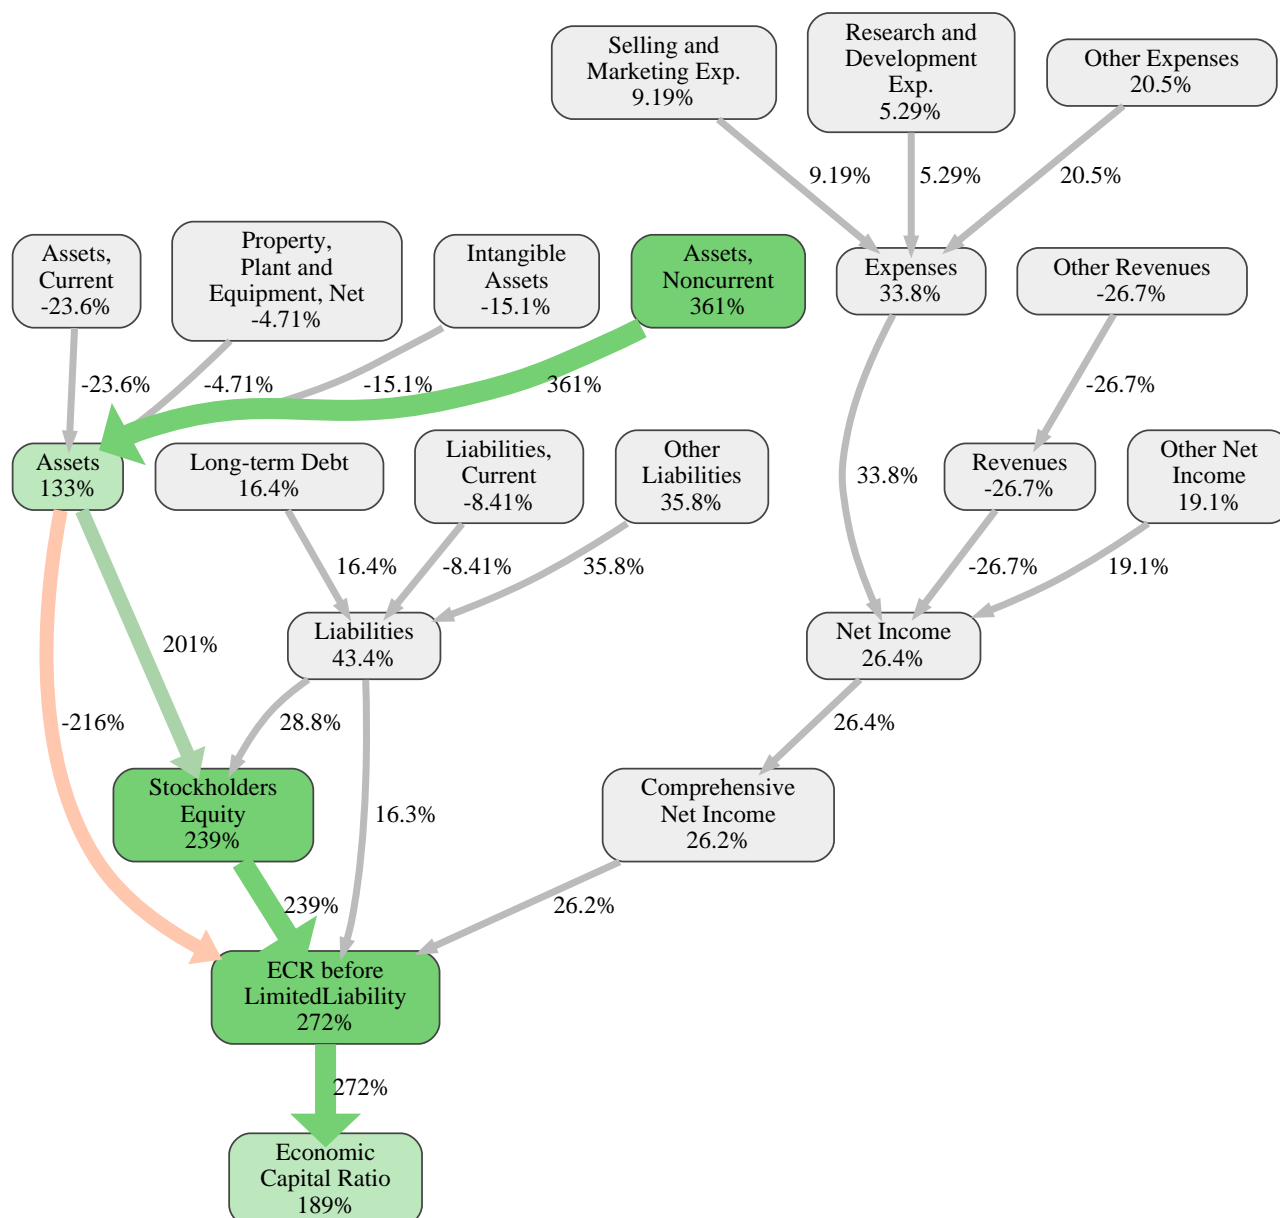 Selling and
Marketing Exp.
9.19%
Research and
Development
Exp.
5.29%
Other Expenses
20.5%
9.19%
5.29%
20.5%
Assets,
Current
-23.6%
Property,
Plant and
Equipment, Net
-4.71%
Intangible
Assets
-15.1%
Assets,
Noncurrent
361%
Expenses
33.8%
Other Revenues
-26.7%
-23.6%
-4.71%
-15.1%
361%
-26.7%
Assets
133%
Long-term Debt
16.4%
Liabilities,
Current
-8.41%
Other
Liabilities
35.8%
33.8%
Revenues
-26.7%
Other Net
Income
19.1%
16.4%
-8.41%
35.8%
-26.7%
19.1%
201%
Liabilities
43.4%
Net Income
26.4%
-216%
28.8%
26.4%
Stockholders
Equity
239%
16.3%
Comprehensive
Net Income
26.2%
239%
26.2%
ECR before
LimitedLiability
272%
272%
Economic
Capital Ratio
189%